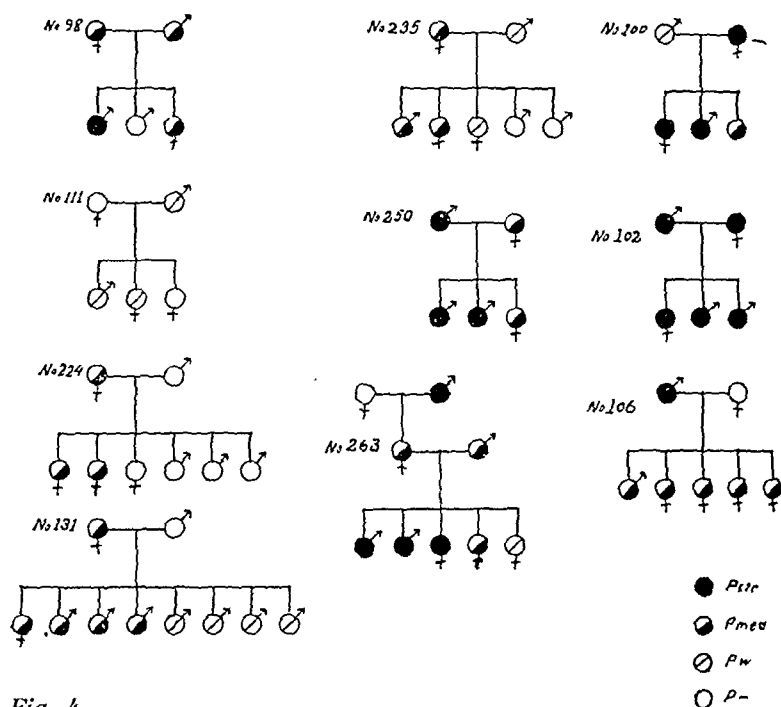 No 98
No 235
No 100
No 111
No 250
No 102
No 224
No 263
No 106
No 131
Pstr
Pmed
Pw
P-
Fig. 4